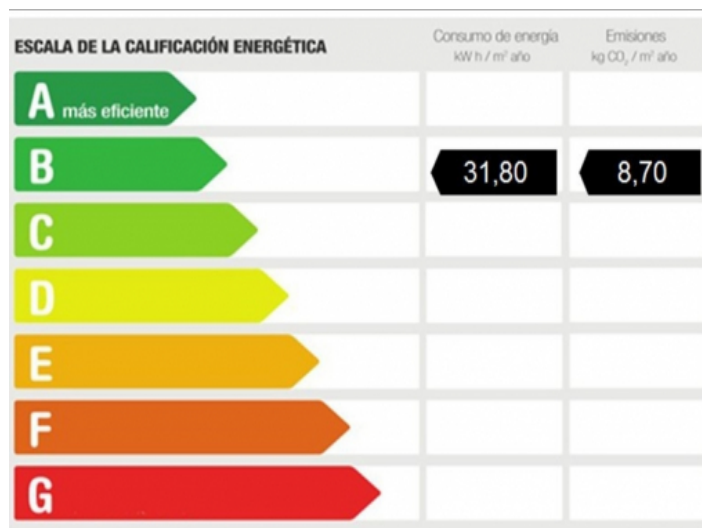 ESCALA DE LA CALIFICACIÓN ENERGÉTICA
Consumo de energía
kW h / m² año
Emisiones
kg CO₂ / m² año
A más eficiente
B 31,80 8,70
C
D
E
F
G